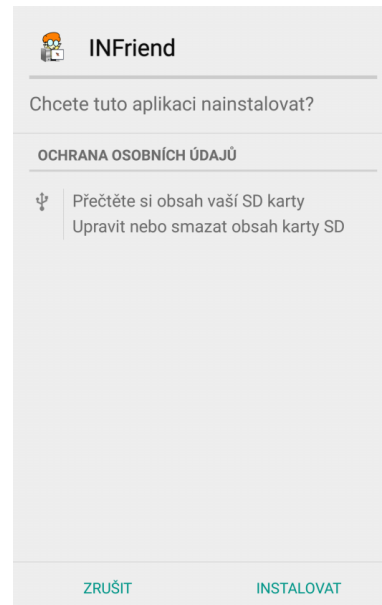 INFriend
Chcete tuto aplikaci nainstalovat?
OCHRANA OSOBNÍCH ÚDAJŮ
Přečtěte si obsah vaší SD karty
Upravit nebo smazat obsah karty SD
ZRUŠIT
INSTALOVAT